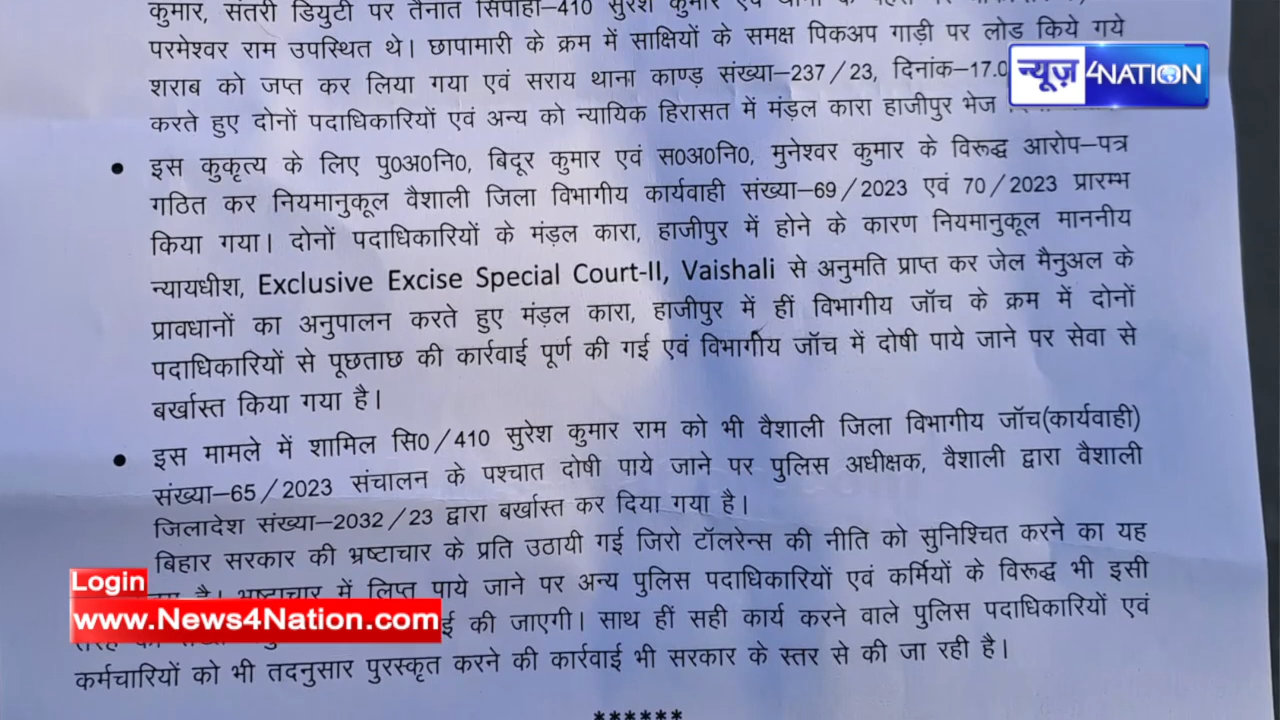 कुमार, संतरी डियुटी पर तैनात सिपाही–410 सुरेश कुमार एवं
परमेश्वर राम उपस्थित थे। छापामारी के क्रम में साक्षियों के समक्ष पिकअप गाड़ी पर लोड किये गये
शराब को जप्त कर लिया गया एवं सराय थाना काण्ड़ संख्या–237/23, दिनांक–17.0
करते हुए दोनों पदाधिकारियों एवं अन्य को न्यायिक हिरासत में मंड़ल कारा हाजीपुर भेज
न्यूज़ 4NATION
• इस कुकृत्य के लिए पु0अ0नि0, बिदूर कुमार एवं स0अ0नि0, मुनेश्वर कुमार के विरूद्ध आरोप–पत्र
गठित कर नियमानुकूल वैशाली जिला विभागीय कार्यवाही संख्या–69/2023 एवं 70/2023 प्रारम्भ
किया गया। दोनों पदाधिकारियों के मंड़ल कारा, हाजीपुर में होने के कारण नियमानुकूल माननीय
न्यायधीश, Exclusive Excise Special Court-II, Vaishali से अनुमति प्राप्त कर जेल मैनुअल के
प्रावधानों का अनुपालन करते हुए मंड़ल कारा, हाजीपुर में हीं विभागीय जॉच के क्रम में दोनों
पदाधिकारियों से पूछताछ की कार्रवाई पूर्ण की गई एवं विभागीय जॉच में दोषी पाये जाने पर सेवा से
बर्खास्त किया गया है।
• इस मामले में शामिल सि0/410 सुरेश कुमार राम को भी वैशाली जिला विभागीय जॉच(कार्यवाही)
संख्या–65/2023 संचालन के पश्चात दोषी पाये जाने पर पुलिस अधीक्षक, वैशाली द्वारा वैशाली
जिलादेश संख्या–2032/23 द्वारा बर्खास्त कर दिया गया है।
बिहार सरकार की भ्रष्टाचार के प्रति उठायी गई जिरो टॉलरेन्स की नीति को सुनिश्चित करने का यह
है। भ्रष्टाचार में लिप्त पाये जाने पर अन्य पुलिस पदाधिकारियों एवं कर्मियों के विरूद्ध भी इसी
की जाएगी। साथ हीं सही कार्य करने वाले पुलिस पदाधिकारियों एवं
कर्मचारियों को भी तदनुसार पुरस्कृत करने की कार्रवाई भी सरकार के स्तर से की जा रही है।
******
Login
www.News4Nation.com